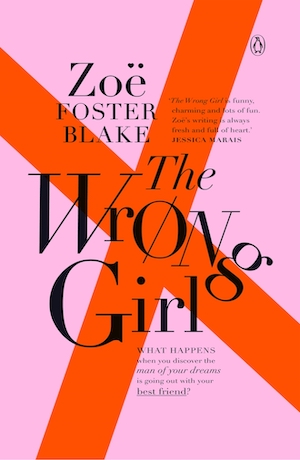 Zoë
FOSTER
BLAKE
'The Wrong Girl is funny,
charming and lots of fun.
Zoë's writing is always
fresh and full of heart.'
JESSICA MARAIS
The
WrØNg
Girl
WHAT HAPPENS
when you discover the
man of your dreams
is going out with your
best friend?